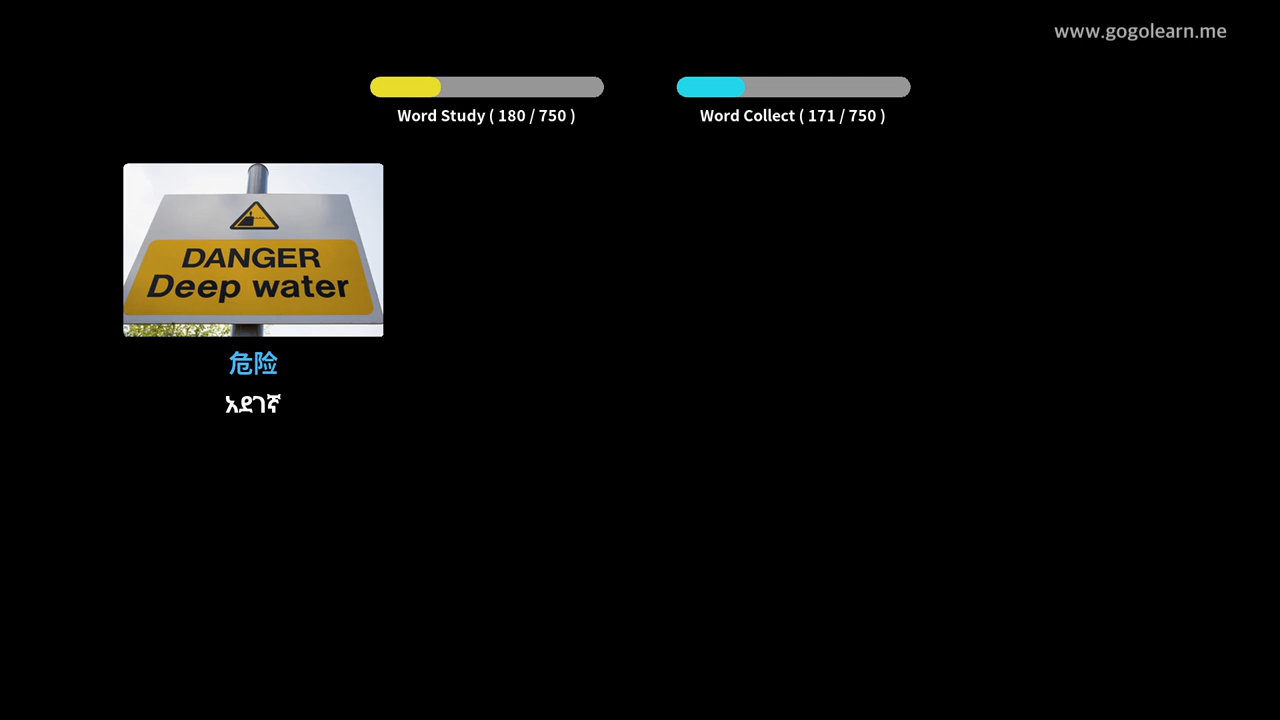 www.gogolearn.me
Word Study ( 180 / 750 )
Word Collect ( 171 / 750 )
DANGER
Deep water
危险
አደገኛ